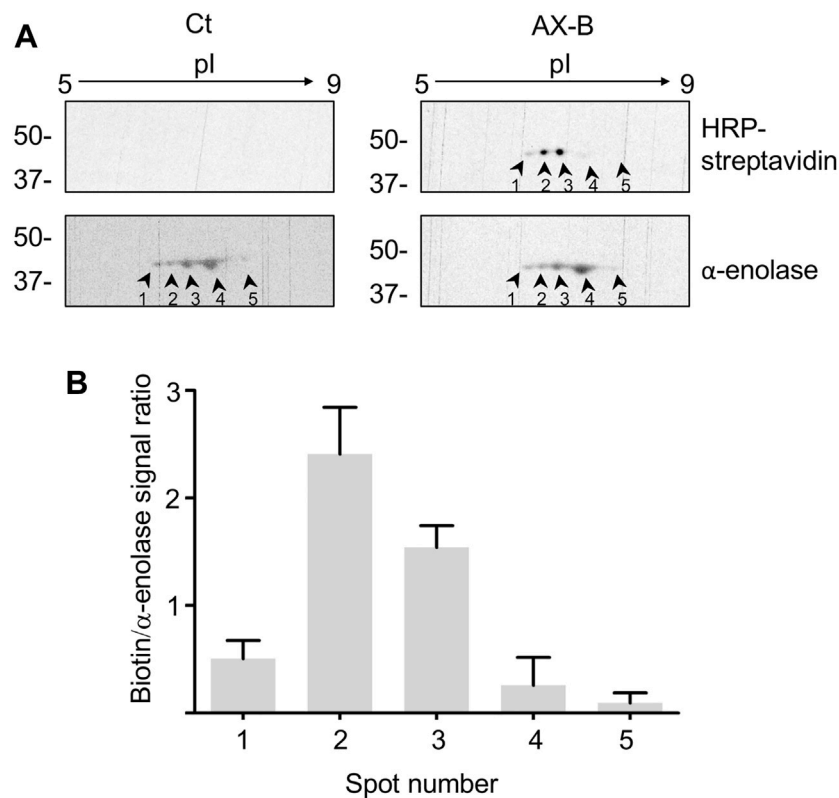 A
Ct
AX-B
pI
5
9
pI
5
9
50-
37-
50-
37-
1 2 3 4 5
HRP-
streptavidin
50-
37-
1 2 3 4 5
50-
37-
1 2 3 4 5
α-enolase
B
Biotin/α-enolase signal ratio
3
2
1
1 2 3 4 5
Spot number